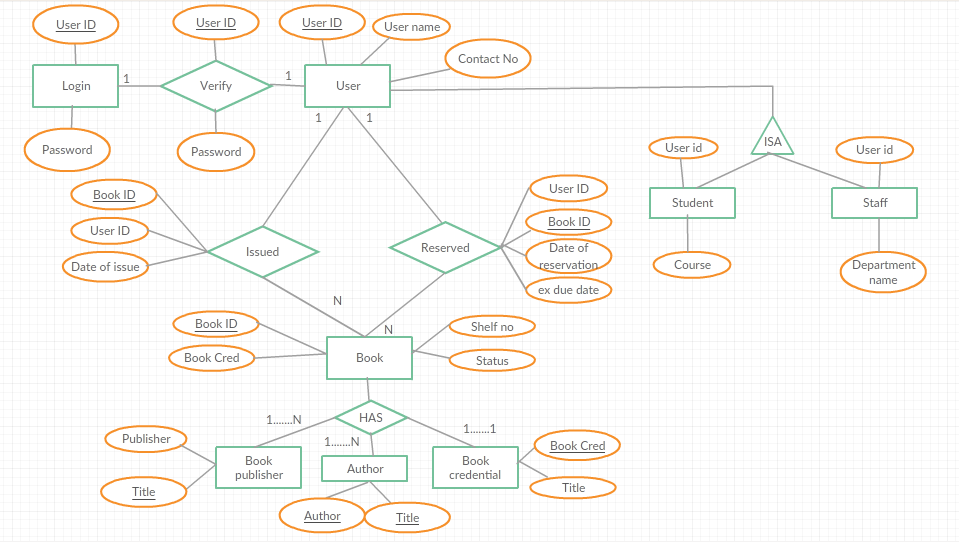 User ID
User ID
User ID
User name
Contact No
Login
1
Verify
1
User
Password
Password
1
1
ISA
User id
User id
Student
Staff
Course
Department
name
Book ID
User ID
Date of issue
Issued
Reserved
User ID
Book ID
Date of
reservation
ex due date
N
N
Book ID
Book Cred
Book
Shelf no
Status
HAS
1.......N
1.......N
1.......1
Publisher
Title
Book
publisher
Author
Book
credential
Book Cred
Title
Author
Title